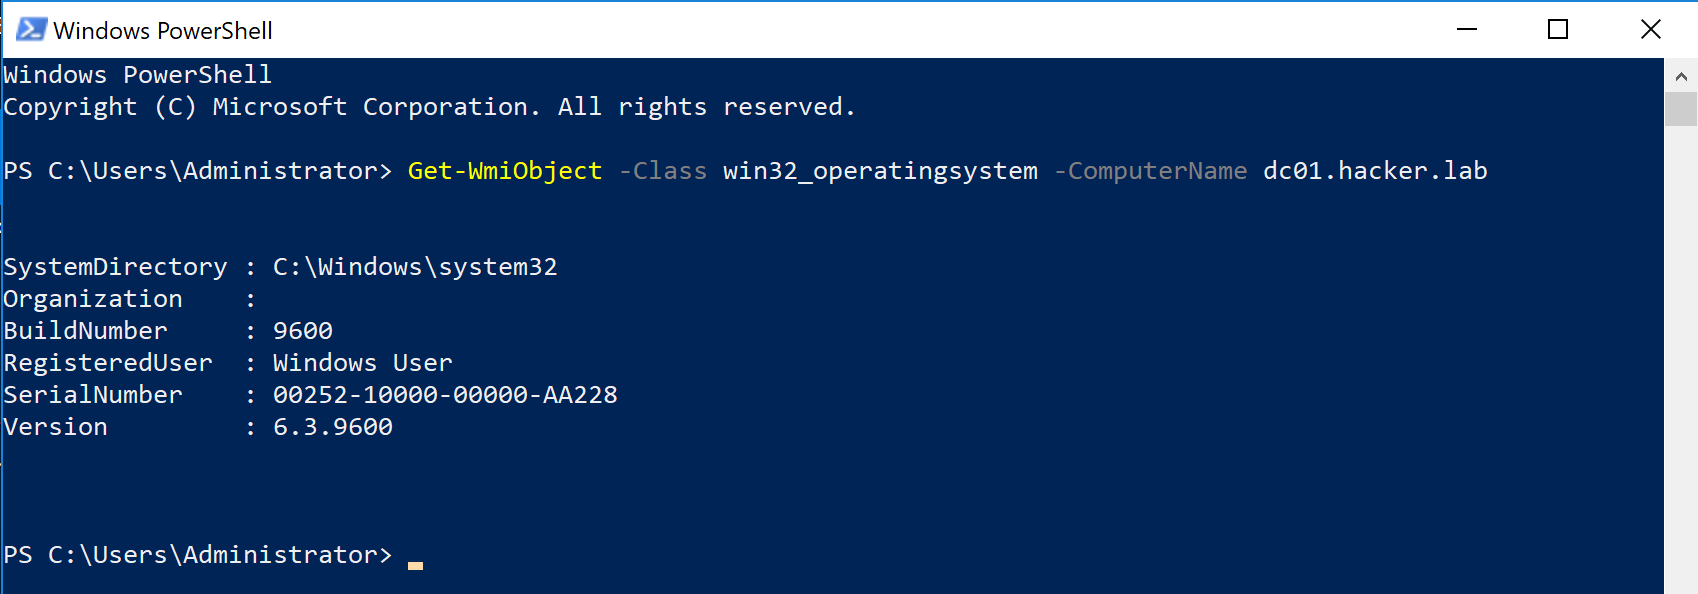 Windows PowerShell
Windows PowerShell
Copyright (C) Microsoft Corporation. All rights reserved.
PS C:\Users\Administrator> Get-WmiObject -Class win32_operatingsystem -ComputerName dc01.hacker.lab
SystemDirectory : C:\Windows\system32
Organization    :
BuildNumber     : 9600
RegisteredUser  : Windows User
SerialNumber    : 00252-10000-00000-AA228
Version         : 6.3.9600
PS C:\Users\Administrator>